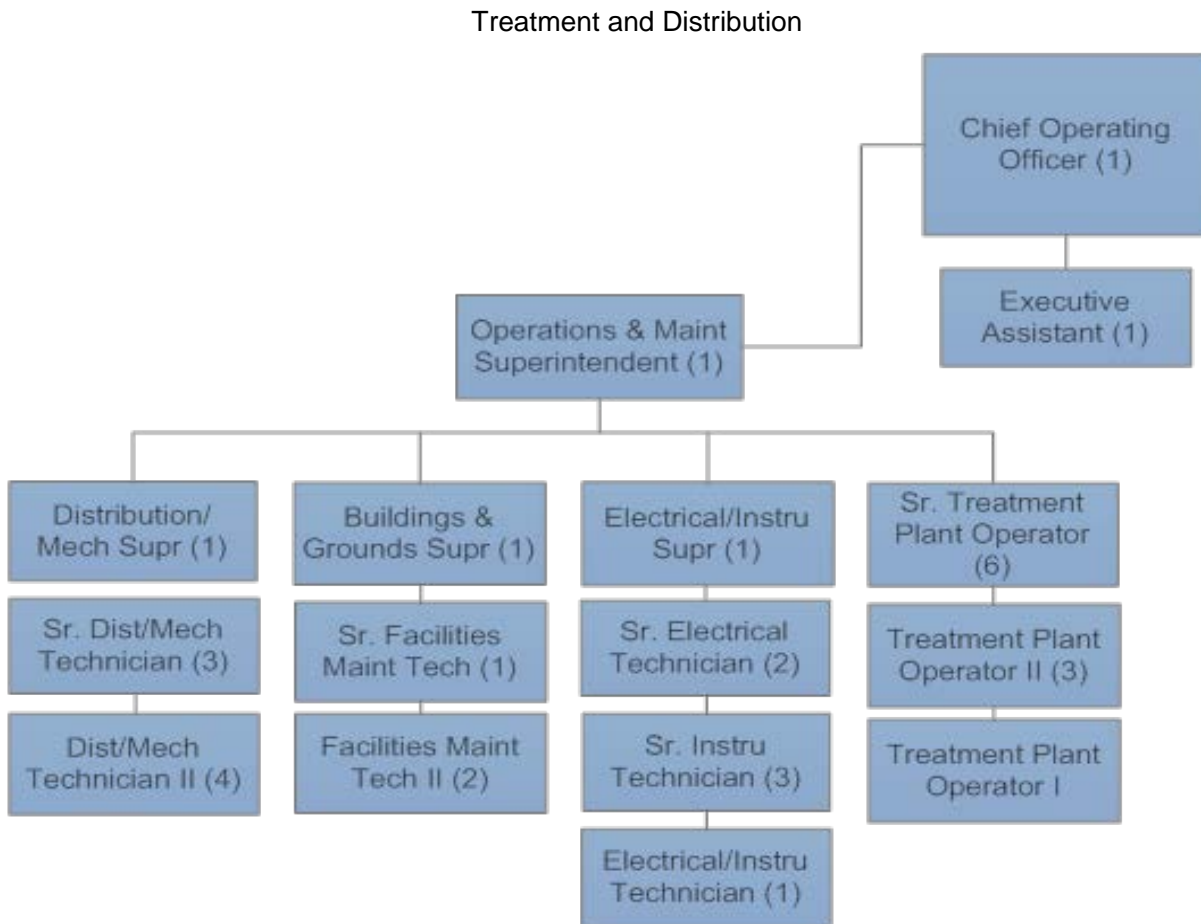 Treatment and Distribution
Chief Operating
Officer (1)
Executive
Assistant (1)
Operations & Maint
Superintendent (1)
Distribution/
Mech Supr (1)
Sr. Dist/Mech
Technician (3)
Dist/Mech
Technician II (4)
Buildings &
Grounds Supr (1)
Sr. Facilities
Maint Tech (1)
Facilities Maint
Tech II (2)
Electrical/Instru
Supr (1)
Sr. Electrical
Technician (2)
Sr. Instru
Technician (3)
Electrical/Instru
Technician (1)
Sr. Treatment
Plant Operator
(6)
Treatment Plant
Operator II (3)
Treatment Plant
Operator I